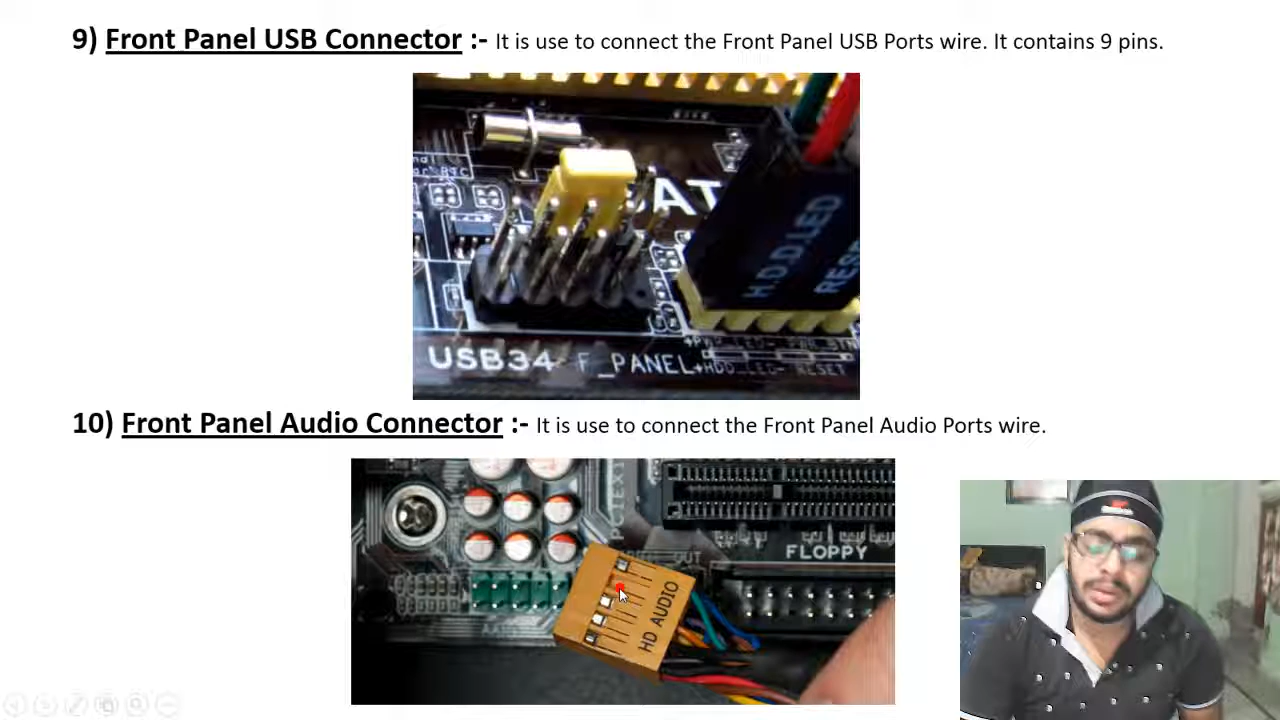 9) Front Panel USB Connector :- It is use to connect the Front Panel USB Ports wire. It contains 9 pins.
H.D.D.LED
USB34 F_PANEL +HDD_LED- RESET
10) Front Panel Audio Connector :- It is use to connect the Front Panel Audio Ports wire.
FLOPPY
HD AUDIO